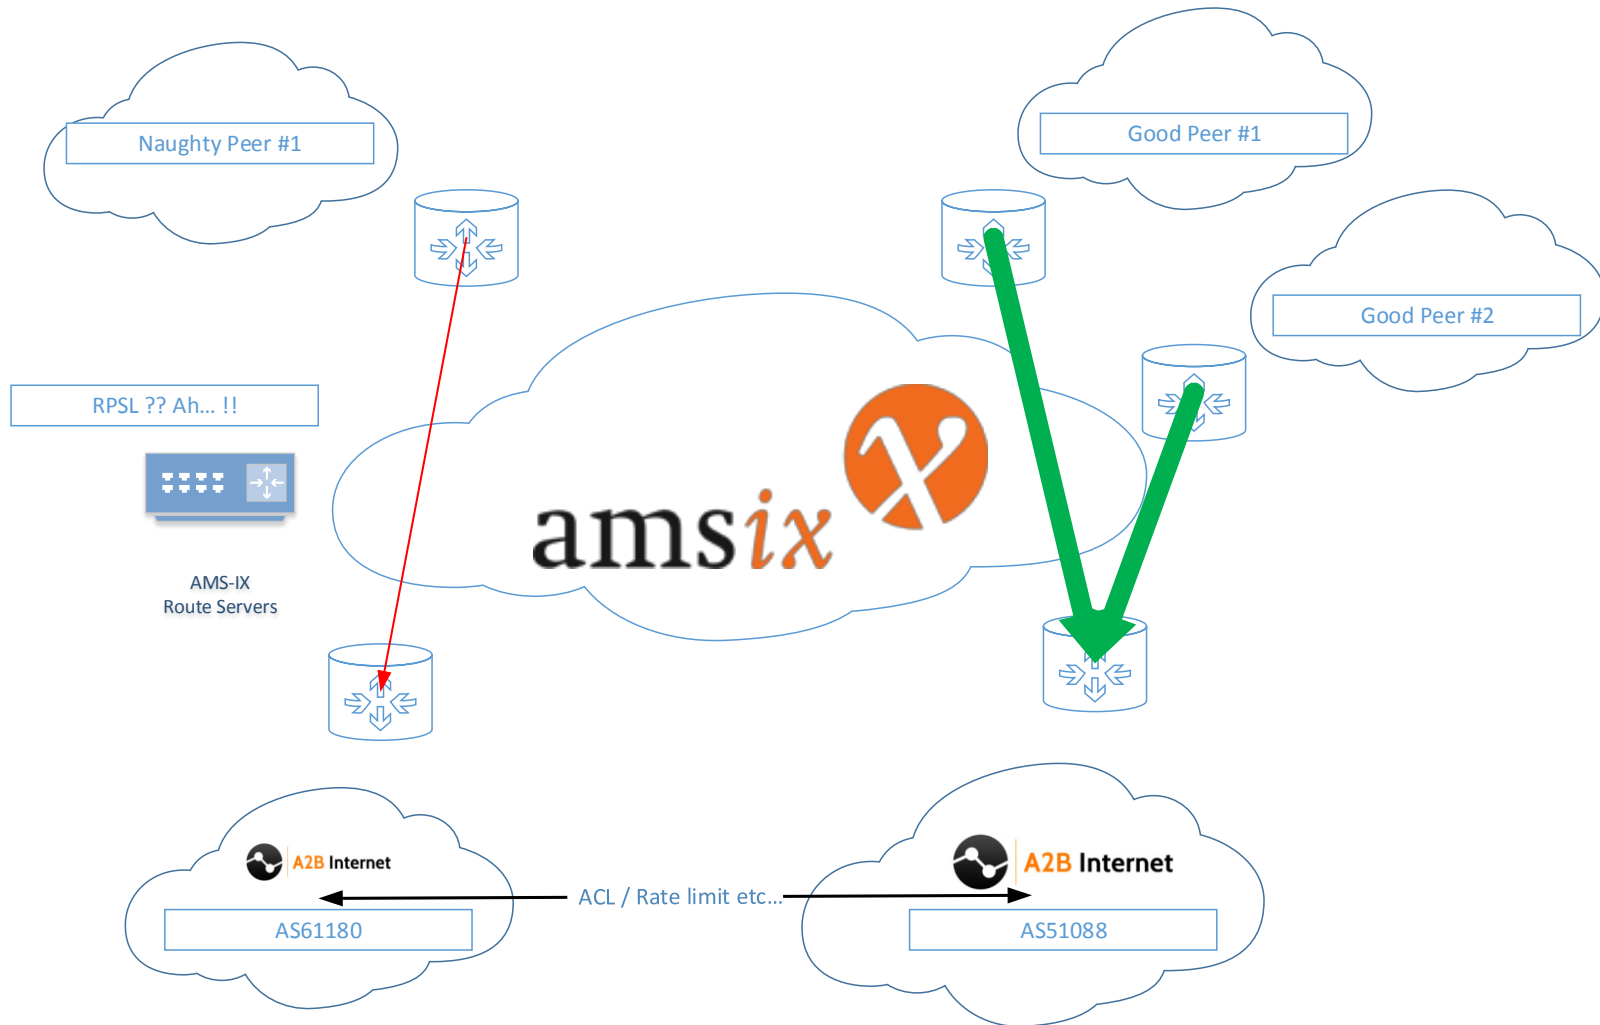 Naughty Peer #1
Good Peer #1
Good Peer #2
RPSL ?? Ah... !!
amsix
AMS-IX
Route Servers
A2B Internet
A2B Internet
ACL / Rate limit etc...
AS61180
AS51088